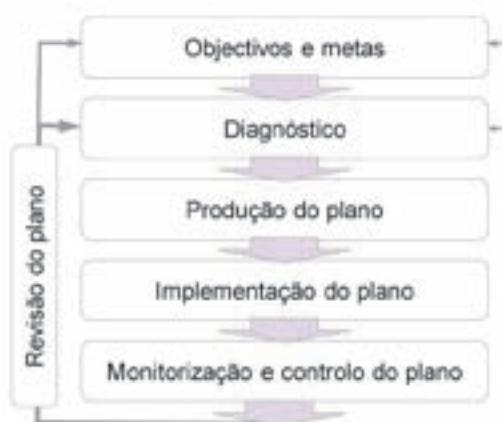 Objectivos e metas
Diagnóstico
Produção do plano
Implementação do plano
Monitorização e controlo do plano
Revisão do plano